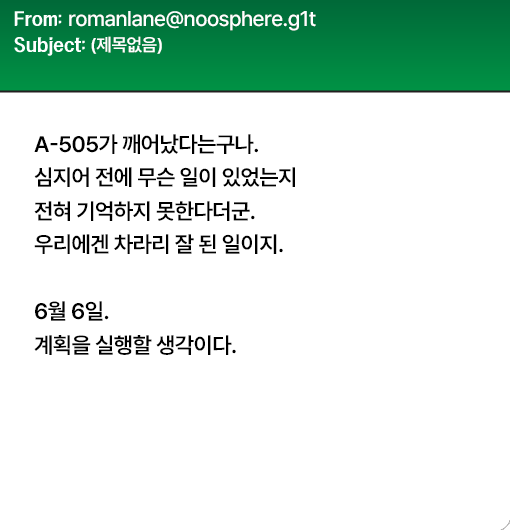 From: romanlane@noosphere.g1t
Subject: (제목없음)
A-505가 깨어났다는구나.
심지어 전에 무슨 일이 있었는지
전혀 기억하지 못한다더군.
우리에겐 차라리 잘 된 일이지.
6월 6일.
계획을 실행할 생각이다.